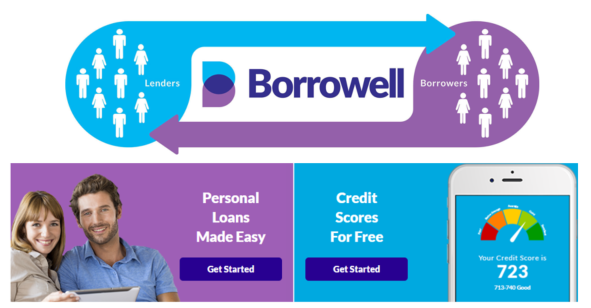 Lenders
Borrowell
Borrowers
Personal
Loans
Made Easy
Get Started
Credit
Scores
For Free
Get Started
Your Credit Score is
723
713-740 Good